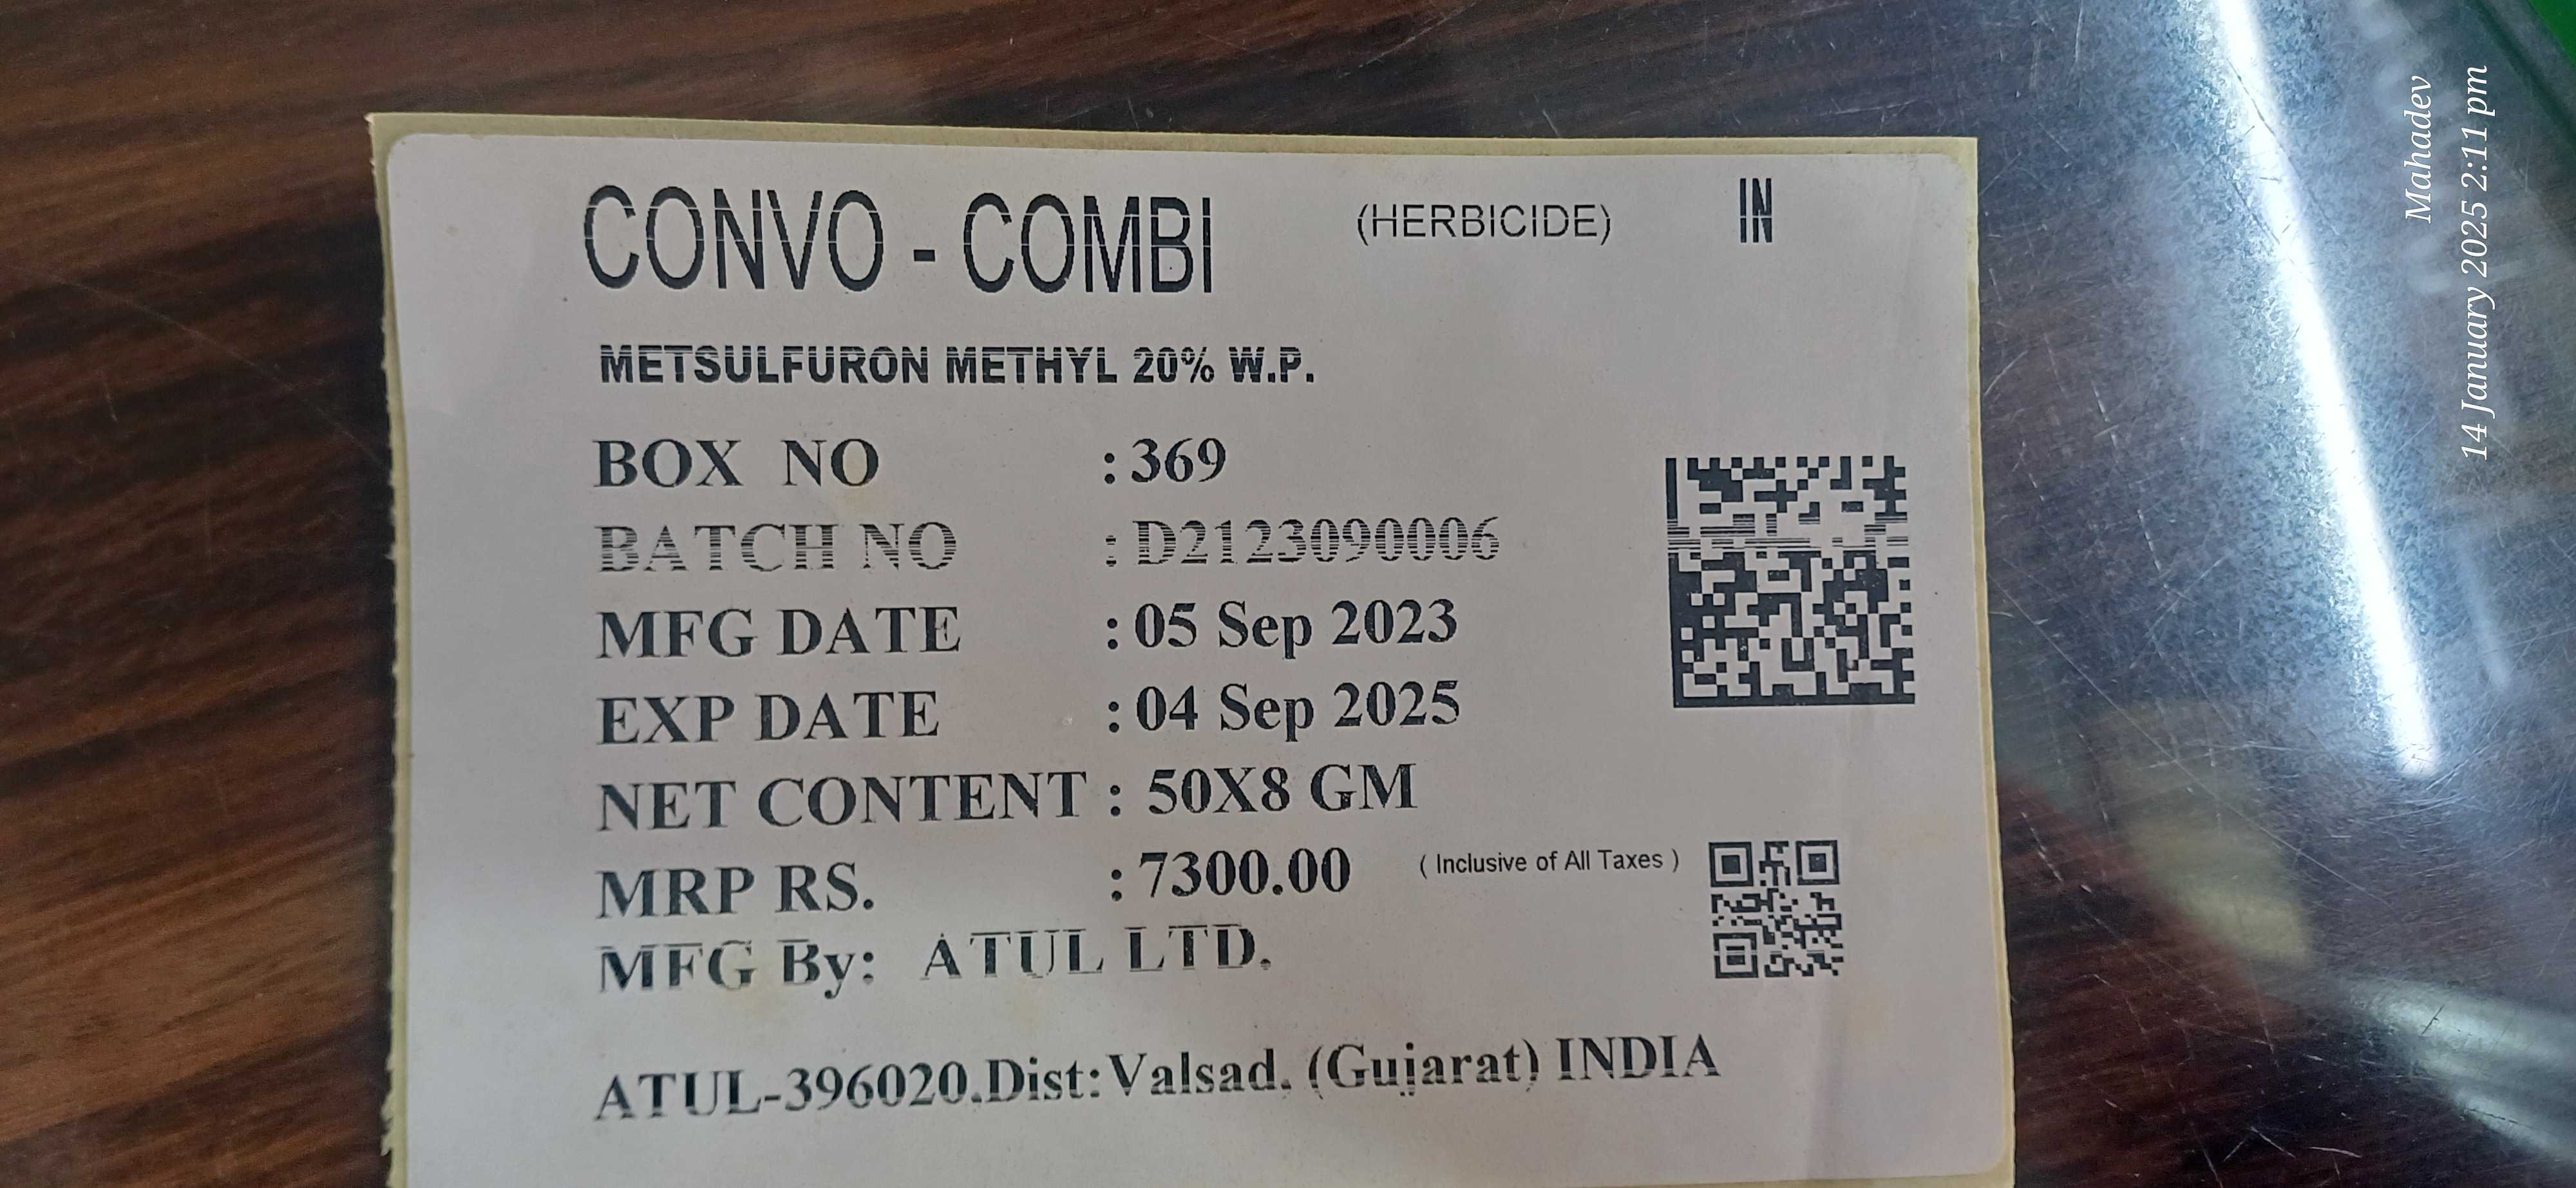 CONVO - COMBI (HERBICIDE) IN
METSULFURON METHYL 20% W.P.
BOX NO : 369
BATCH NO : D2123090006
MFG DATE : 05 Sep 2023
EXP DATE : 04 Sep 2025
NET CONTENT : 50X8 GM
MRP RS. : 7300.00 ( Inclusive of All Taxes )
MFG By: ATUL LTD.
ATUL-396020.Dist:Valsad. (Gujarat) INDIA
Mahadev
14 January 2025 2:11 pm